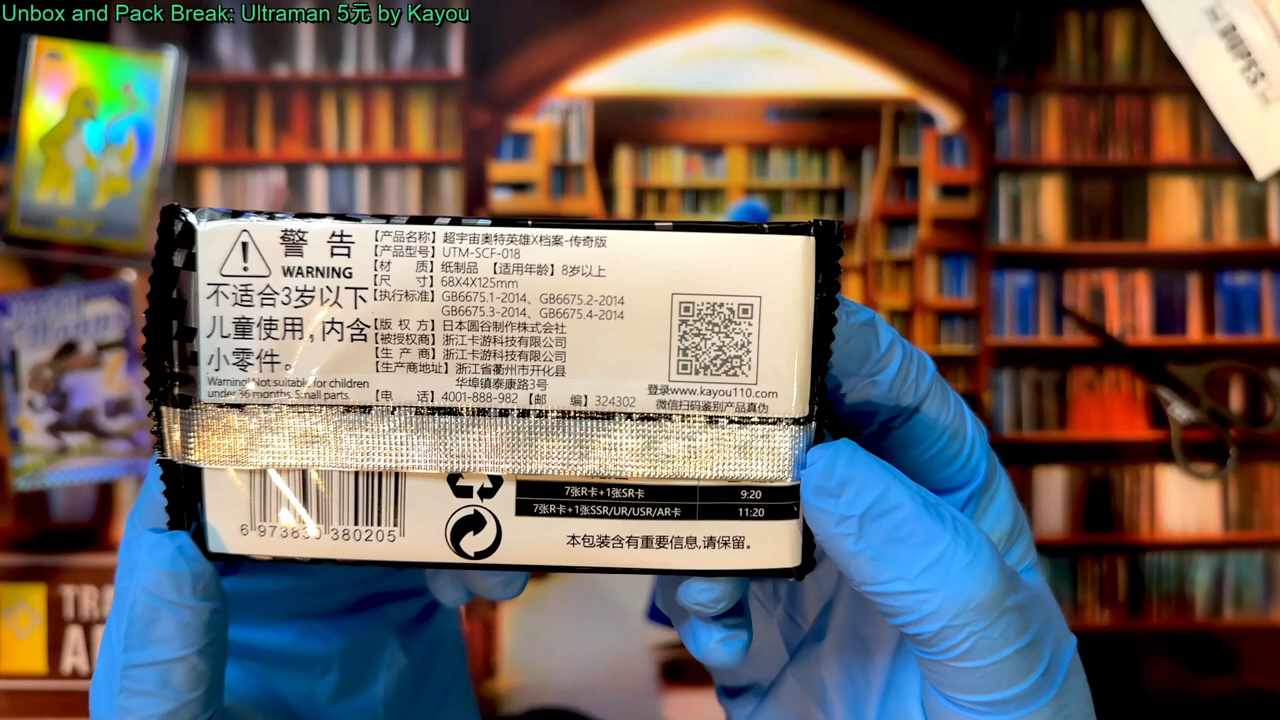 Unbox and Pack Break: Ultraman 5元 by Kayou
警 告
WARNING
不适合3岁以下
儿童使用,内含
小零件。
Warning! Not suitable for children
under 36 months. Small parts.
【产品名称】超宇宙奥特英雄X档案-传奇版
【产品型号】UTM-SCF-018
【材 质】纸制品 【适用年龄】8岁以上
【尺 寸】68X4X125mm
【执行标准】GB6675.1-2014、GB6675.2-2014
GB6675.3-2014、GB6675.4-2014
【版 权 方】日本圆谷制作株式会社
【被授权商】浙江卡游科技有限公司
【生 产 商】浙江卡游科技有限公司
【生产商地址】浙江省衢州市开化县
华埠镇泰康路3号
【电 话】4001-888-982 【邮 编】324302
登录www.kayou110.com
微信扫码鉴别产品真伪
7张R卡+1张SR卡 9:20
7张R卡+1张SSR/UR/USR/AR卡 11:20
本包装含有重要信息,请保留。
380205